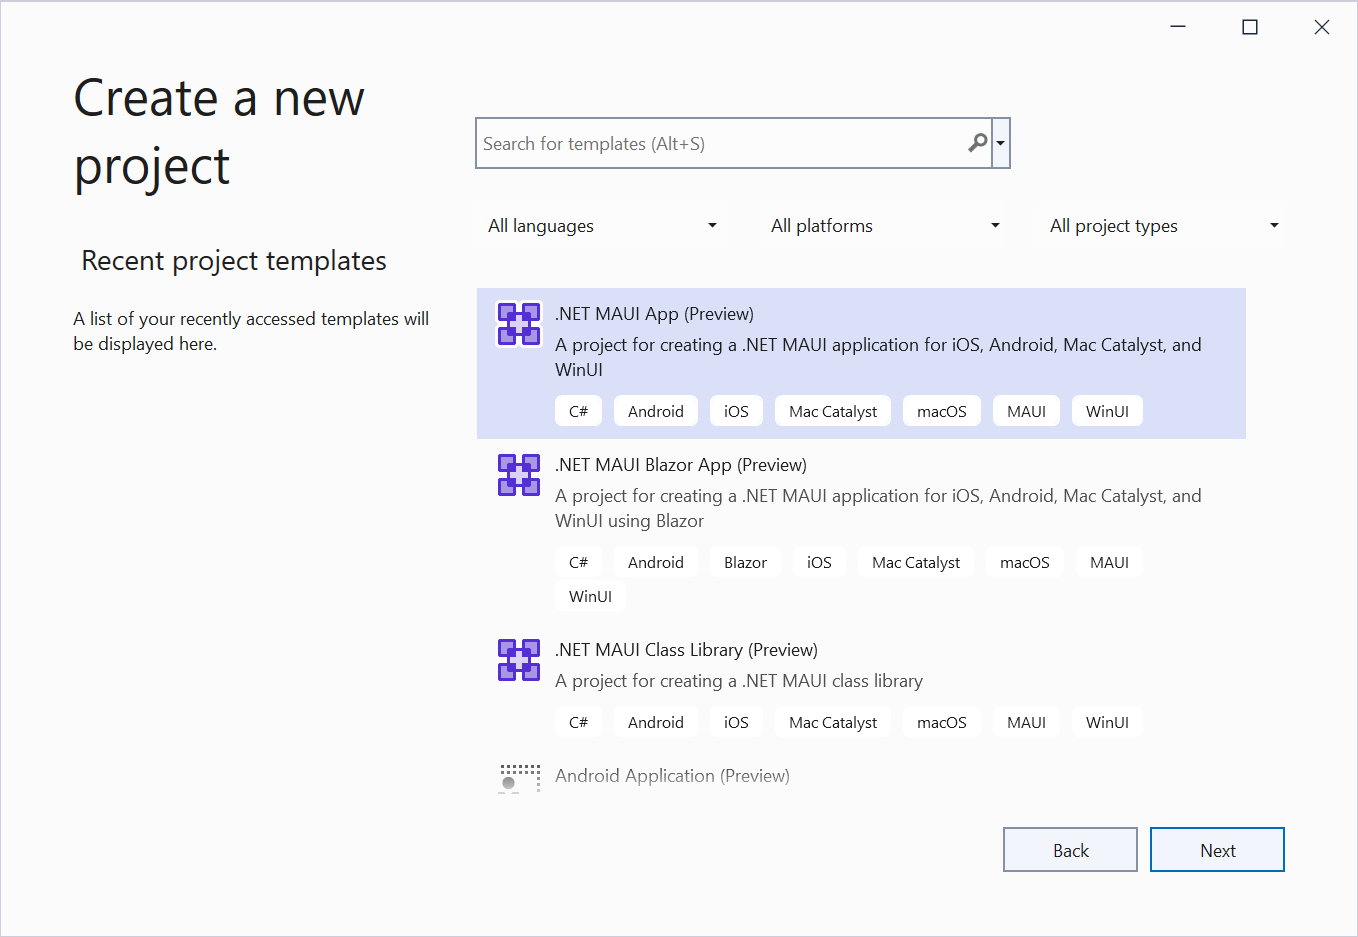 Create a new
project
Search for templates (Alt+S)
All languages
All platforms
All project types
Recent project templates
A list of your recently accessed templates will
be displayed here.
.NET MAUI App (Preview)
A project for creating a .NET MAUI application for iOS, Android, Mac Catalyst, and
WinUI
C# Android iOS Mac Catalyst macOS MAUI WinUI
.NET MAUI Blazor App (Preview)
A project for creating a .NET MAUI application for iOS, Android, Mac Catalyst, and
WinUI using Blazor
C# Android Blazor iOS Mac Catalyst macOS MAUI
WinUI
.NET MAUI Class Library (Preview)
A project for creating a .NET MAUI class library
C# Android iOS Mac Catalyst macOS MAUI WinUI
Android Application (Preview)
Back
Next